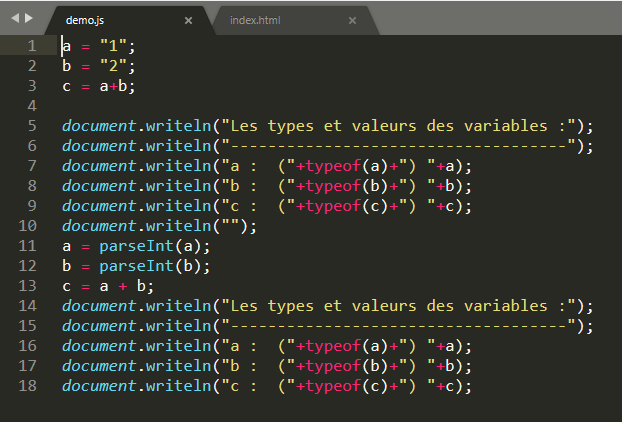 demo.js × index.html ×
1 a = "1";
2 b = "2";
3 c = a+b;
4
5 document.writeln("Les types et valeurs des variables :");
6 document.writeln("------------------------------------");
7 document.writeln("a :  ("+typeof(a)+") "+a);
8 document.writeln("b :  ("+typeof(b)+") "+b);
9 document.writeln("c :  ("+typeof(c)+") "+c);
10 document.writeln("");
11 a = parseInt(a);
12 b = parseInt(b);
13 c = a + b;
14 document.writeln("Les types et valeurs des variables :");
15 document.writeln("------------------------------------");
16 document.writeln("a :  ("+typeof(a)+") "+a);
17 document.writeln("b :  ("+typeof(b)+") "+b);
18 document.writeln("c :  ("+typeof(c)+") "+c);